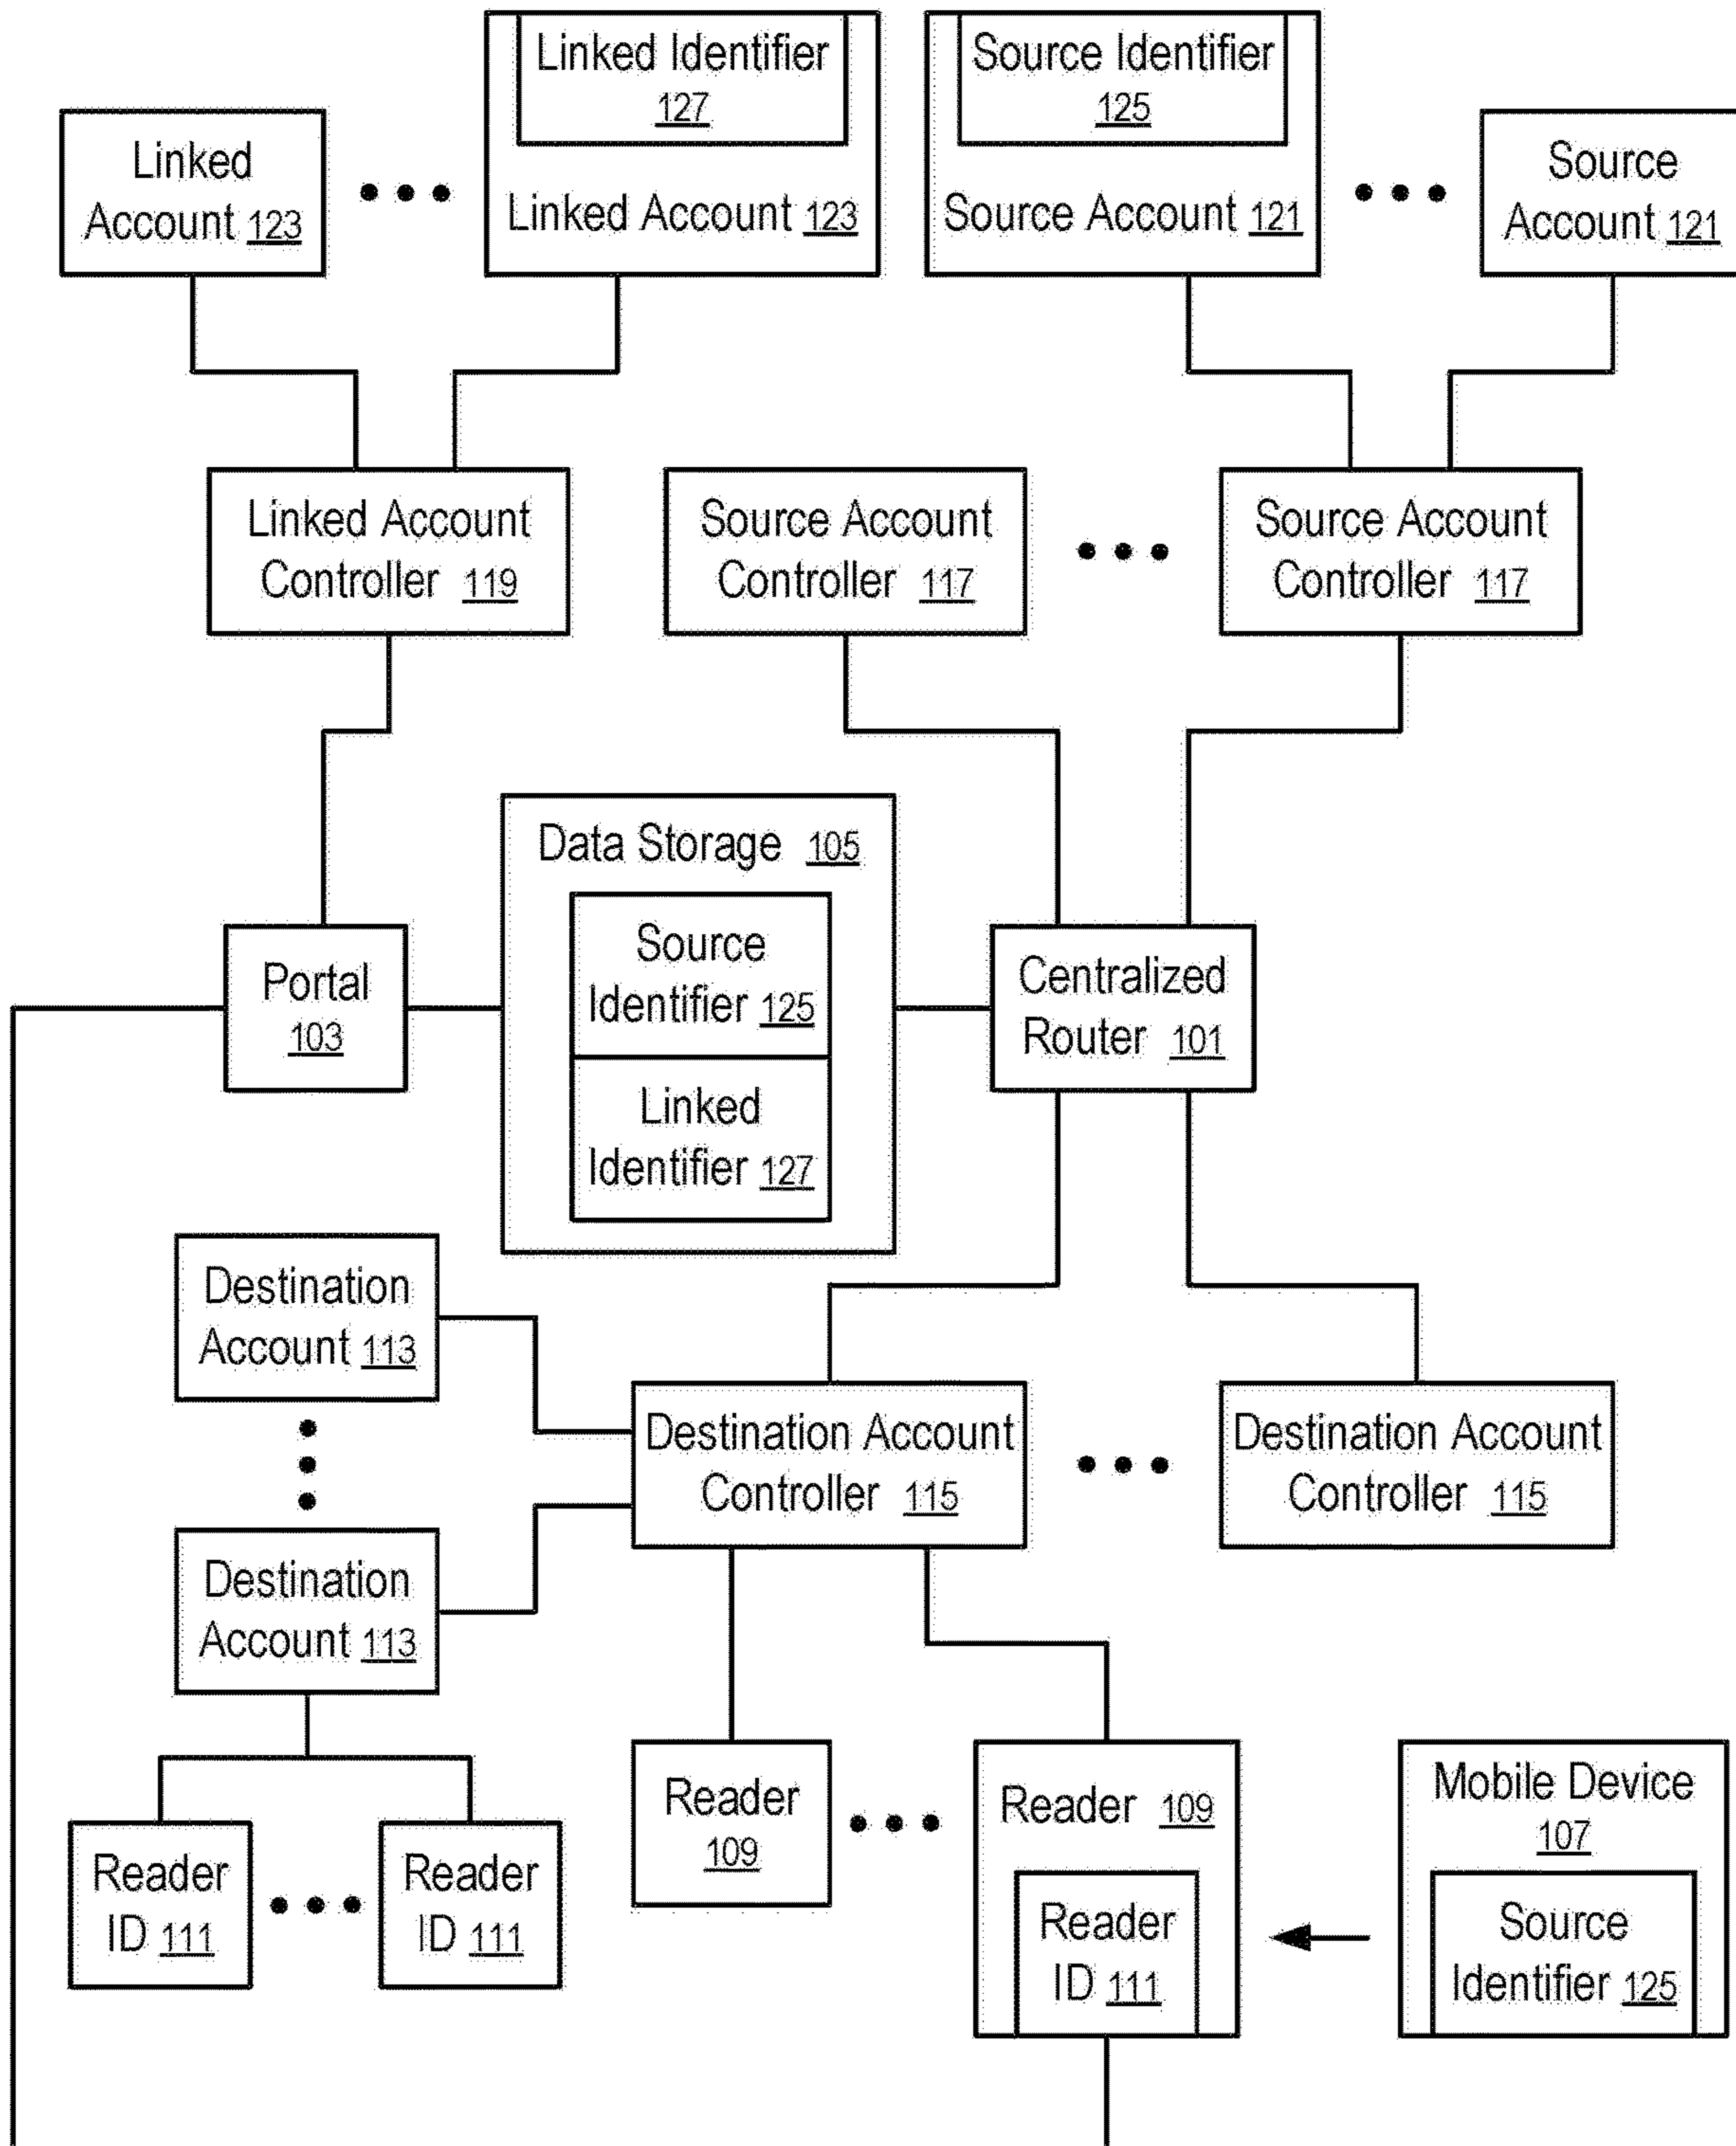 Linked Identifier
127
Source Identifier
125
Linked
Account 123
Linked Account 123
Source Account 121
Source
Account 121
Linked Account
Controller 119
Source Account
Controller 117
Source Account
Controller 117
Data Storage 105
Source
Identifier 125
Linked
Identifier 127
Portal
103
Centralized
Router 101
Destination
Account 113
Destination Account
Controller 115
Destination Account
Controller 115
Destination
Account 113
Reader
109
Reader 109
Mobile Device
107
Reader
ID 111
Reader
ID 111
Reader
ID 111
Source
Identifier 125